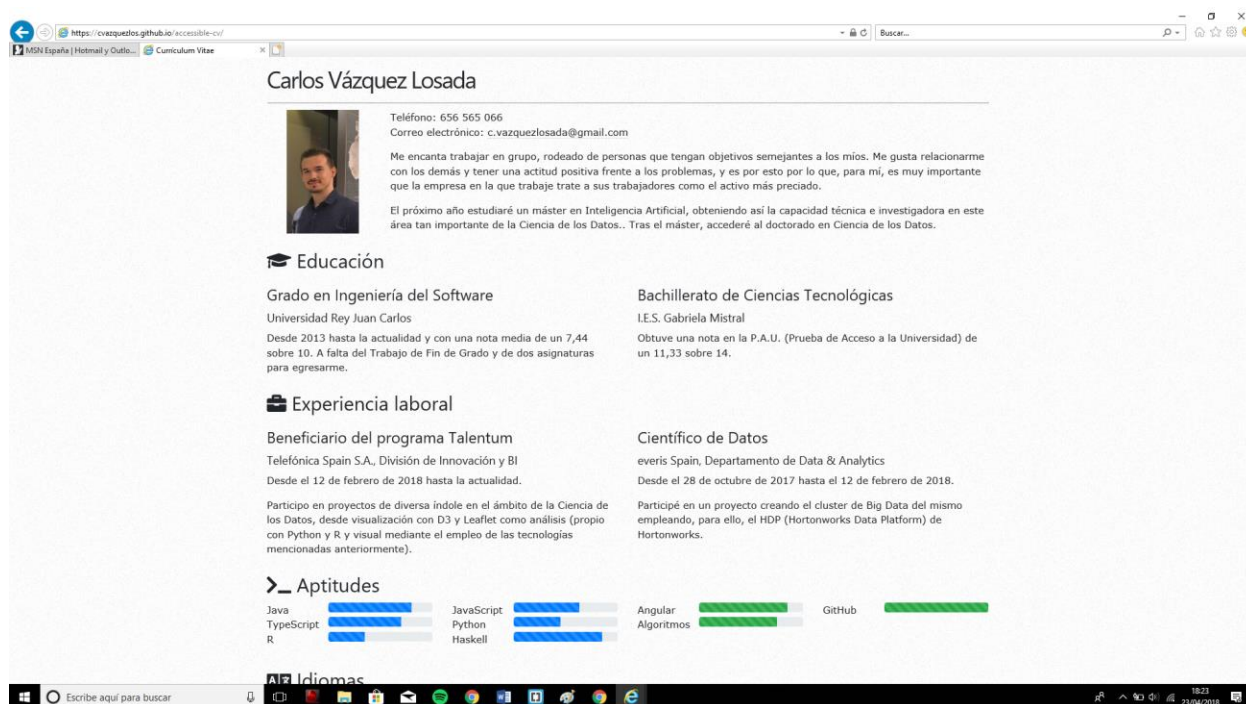 https://cvazquezlos.github.io/accessible-cv/
Buscar...
MSN España | Hotmail y Outlo...
Curriculum Vitae
Carlos Vázquez Losada
Teléfono: 656 565 066
Correo electrónico: c.vazquezlosada@gmail.com
Me encanta trabajar en grupo, rodeado de personas que tengan objetivos semejantes a los míos. Me gusta relacionarme
con los demás y tener una actitud positiva frente a los problemas, y es por esto por lo que, para mí, es muy importante
que la empresa en la que trabaje trate a sus trabajadores como el activo más preciado.
El próximo año estudiaré un máster en Inteligencia Artificial, obteniendo así la capacidad técnica e investigadora en este
área tan importante de la Ciencia de los Datos.. Tras el máster, accederé al doctorado en Ciencia de los Datos.
Educación
Grado en Ingeniería del Software
Universidad Rey Juan Carlos
Desde 2013 hasta la actualidad y con una nota media de un 7,44
sobre 10. A falta del Trabajo de Fin de Grado y de dos asignaturas
para egresarme.
Bachillerato de Ciencias Tecnológicas
I.E.S. Gabriela Mistral
Obtuve una nota en la P.A.U. (Prueba de Acceso a la Universidad) de
un 11,33 sobre 14.
Experiencia laboral
Beneficiario del programa Talentum
Telefónica Spain S.A., División de Innovación y BI
Desde el 12 de febrero de 2018 hasta la actualidad.
Participo en proyectos de diversa índole en el ámbito de la Ciencia de
los Datos, desde visualización con D3 y Leaflet como análisis (propio
con Python y R y visual mediante el empleo de las tecnologías
mencionadas anteriormente).
Científico de Datos
everis Spain, Departamento de Data & Analytics
Desde el 28 de octubre de 2017 hasta el 12 de febrero de 2018.
Participé en un proyecto creando el cluster de Big Data del mismo
empleando, para ello, el HDP (Hortonworks Data Platform) de
Hortonworks.
Aptitudes
Java
TypeScript
R
JavaScript
Python
Haskell
Angular
Algoritmos
GitHub
Idiomas
Escribe aquí para buscar
18:23
23/04/2018